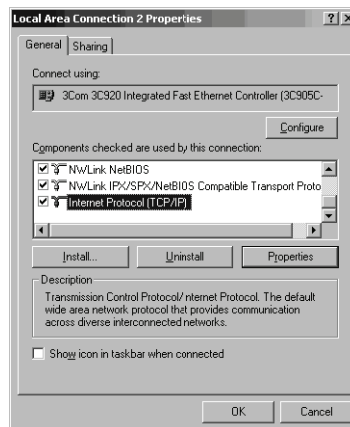 Local Area Connection 2 Properties
General Sharing
Connect using:
3Com 3C920 Integrated Fast Ethernet Controller (3C905C-
Configure
Components checked are used by this connection:
NWLink NetBIOS
NWLink IPX/SPX/NetBIOS Compatible Transport Proto
Internet Protocol (TCP/IP)
Install... Uninstall Properties
Description
Transmission Control Protocol/ nternet Protocol. The default
wide area network protocol that provides communication
across diverse interconnected networks.
Show icon in taskbar when connected
OK Cancel